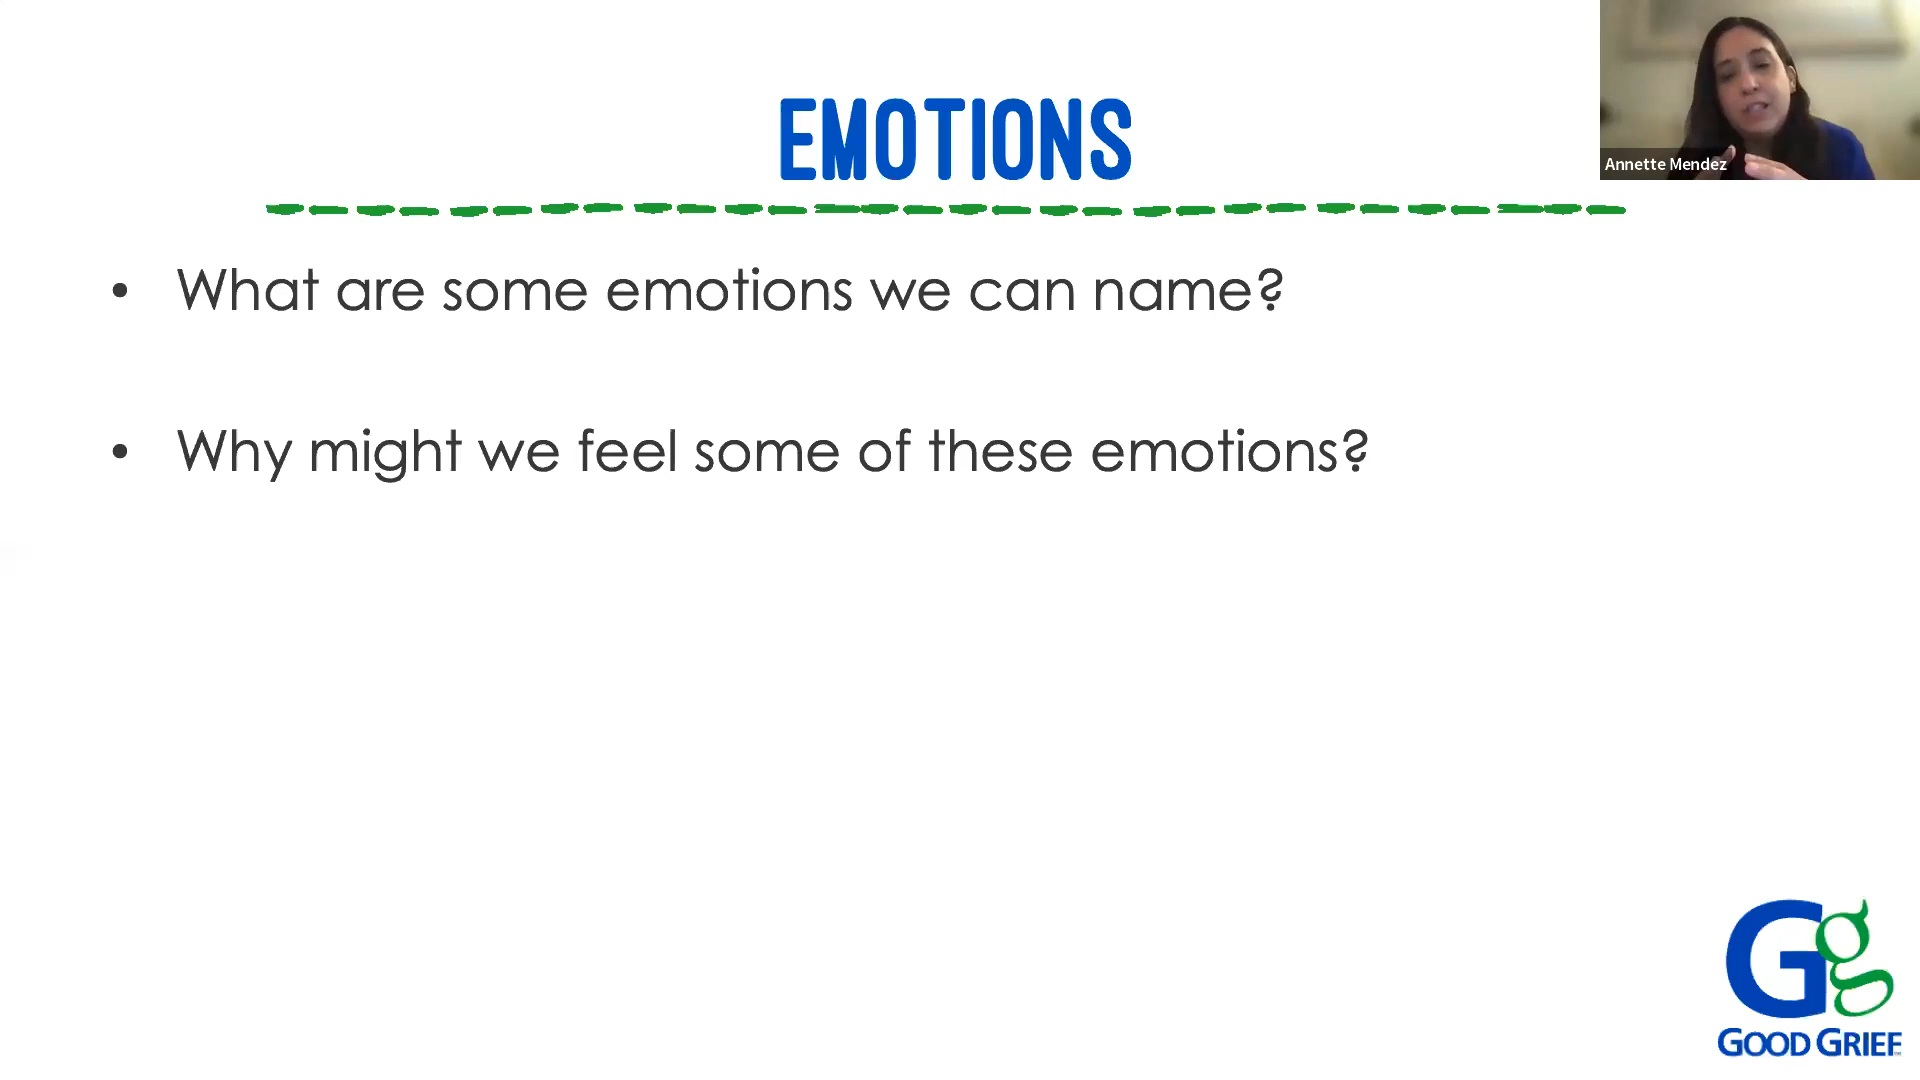 EMOTIONS
Annette Mendez
• What are some emotions we can name?
• Why might we feel some of these emotions?
Gg
GOOD GRIEF